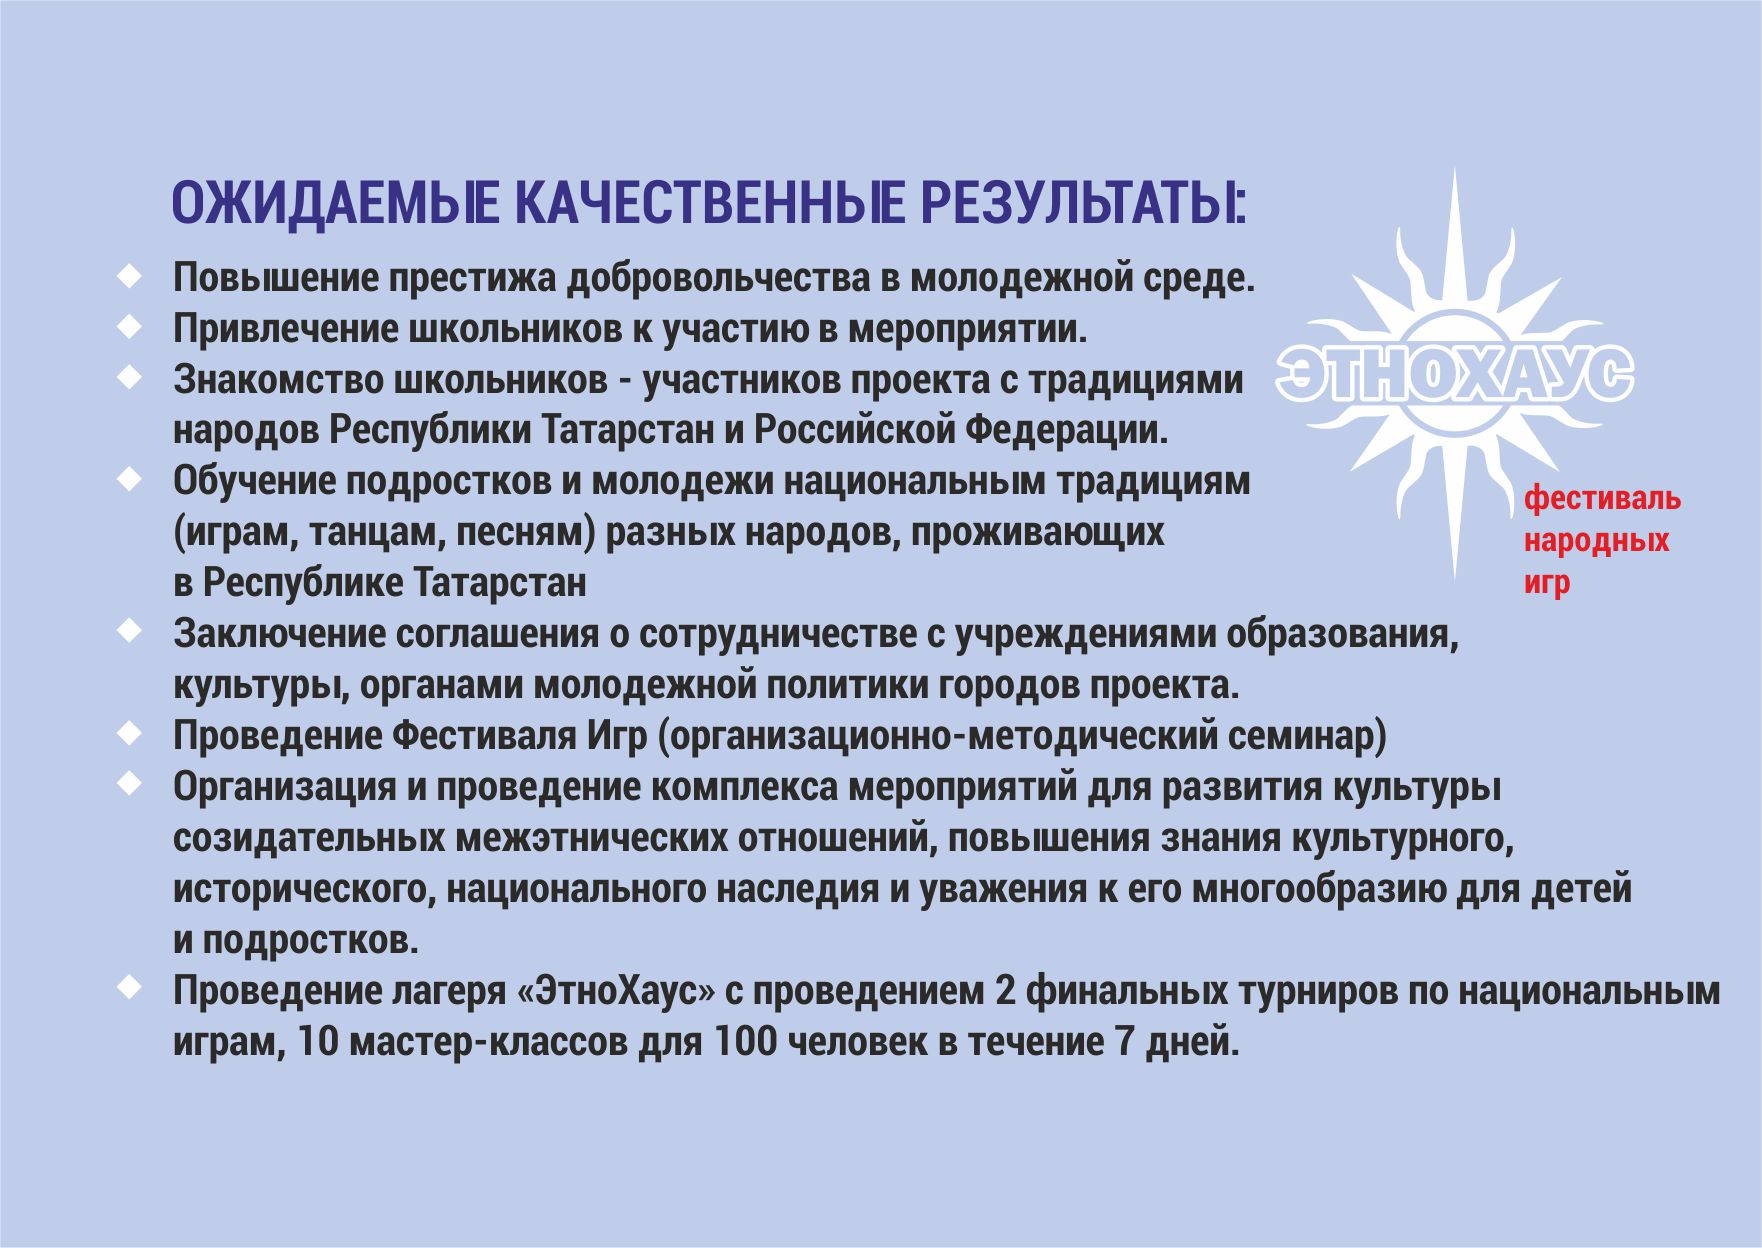 ОЖИДАЕМЫЕ КАЧЕСТВЕННЫЕ РЕЗУЛЬТАТЫ:
Повышение престижа добровольчества в молодежной среде.
Привлечение школьников к участию в мероприятии.
Знакомство школьников - участников проекта с традициями
народов Республики Татарстан и Российской Федерации.
Обучение подростков и молодежи национальным традициям
(играм, танцам, песням) разных народов, проживающих
в Республике Татарстан
Заключение соглашения о сотрудничестве с учреждениями образования,
культуры, органами молодежной политики городов проекта.
Проведение Фестиваля Игр (организационно-методический семинар)
Организация и проведение комплекса мероприятий для развития культуры
созидательных межэтнических отношений, повышения знания культурного,
исторического, национального наследия и уважения к его многообразию для детей
и подростков.
Проведение лагеря «ЭтноХаус» с проведением 2 финальных турниров по национальным
играм, 10 мастер-классов для 100 человек в течение 7 дней.
ЭТНОХАУС
фестиваль
народных
игр